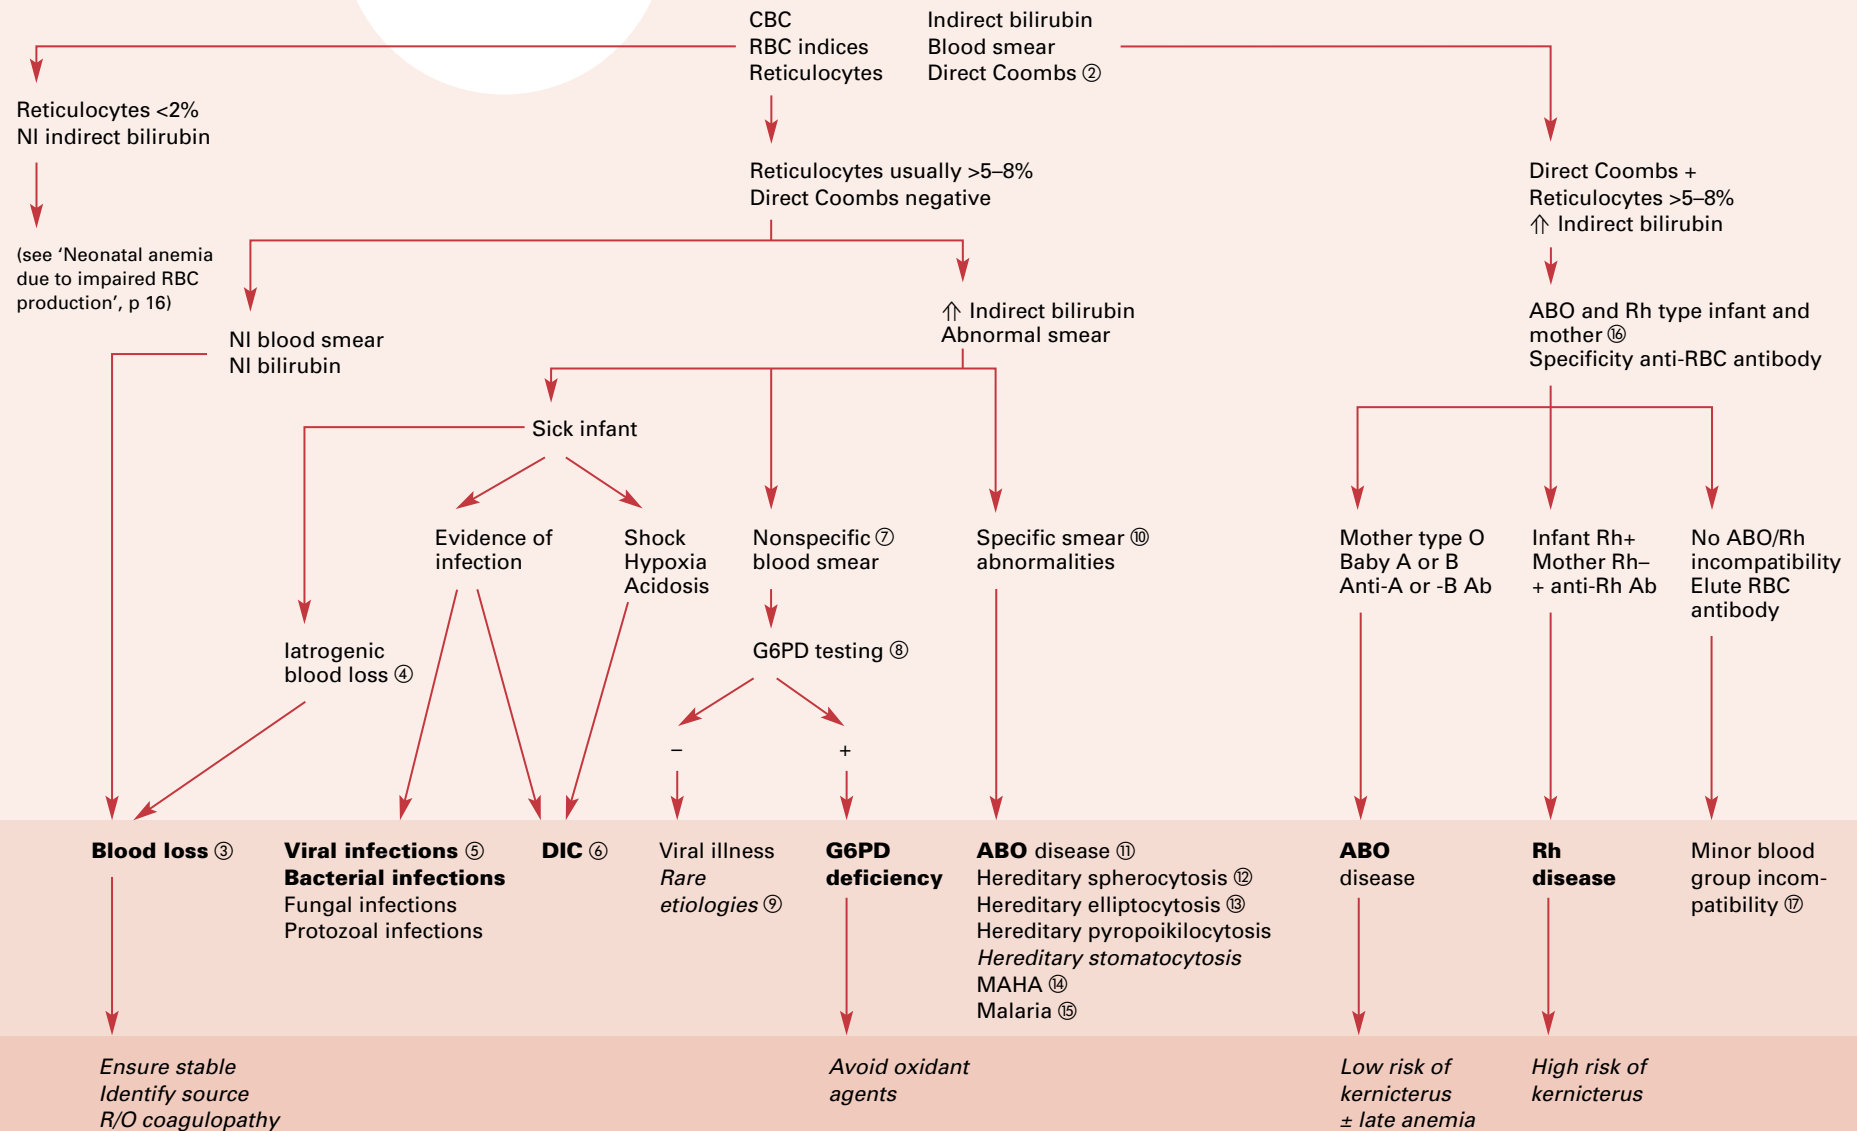 CBC
RBC indices
Reticulocytes
Indirect bilirubin
Blood smear
Direct Coombs ②
Reticulocytes <2%
Nl indirect bilirubin
(see ‘Neonatal anemia
due to impaired RBC
production’, p 16)
Reticulocytes usually >5–8%
Direct Coombs negative
Direct Coombs +
Reticulocytes >5–8%
⇑ Indirect bilirubin
Nl blood smear
Nl bilirubin
⇑ Indirect bilirubin
Abnormal smear
ABO and Rh type infant and
mother ⑯
Specificity anti-RBC antibody
Sick infant
Evidence of
infection
Shock
Hypoxia
Acidosis
Nonspecific ⑦
blood smear
Specific smear ⑩
abnormalities
Mother type O
Baby A or B
Anti-A or -B Ab
Infant Rh+
Mother Rh–
+ anti-Rh Ab
No ABO/Rh
incompatibility
Elute RBC
antibody
Iatrogenic
blood loss ④
G6PD testing ⑧
–
+
Blood loss ③
Viral infections ⑤
Bacterial infections
Fungal infections
Protozoal infections
DIC ⑥
Viral illness
Rare
etiologies ⑨
G6PD
deficiency
ABO disease ⑪
Hereditary spherocytosis ⑫
Hereditary elliptocytosis ⑬
Hereditary pyropoikilocytosis
Hereditary stomatocytosis
MAHA ⑭
Malaria ⑮
ABO
disease
Rh
disease
Minor blood
group incom-
patibility ⑰
Ensure stable
Identify source
R/O coagulopathy
Avoid oxidant
agents
Low risk of
kernicterus
± late anemia
High risk of
kernicterus